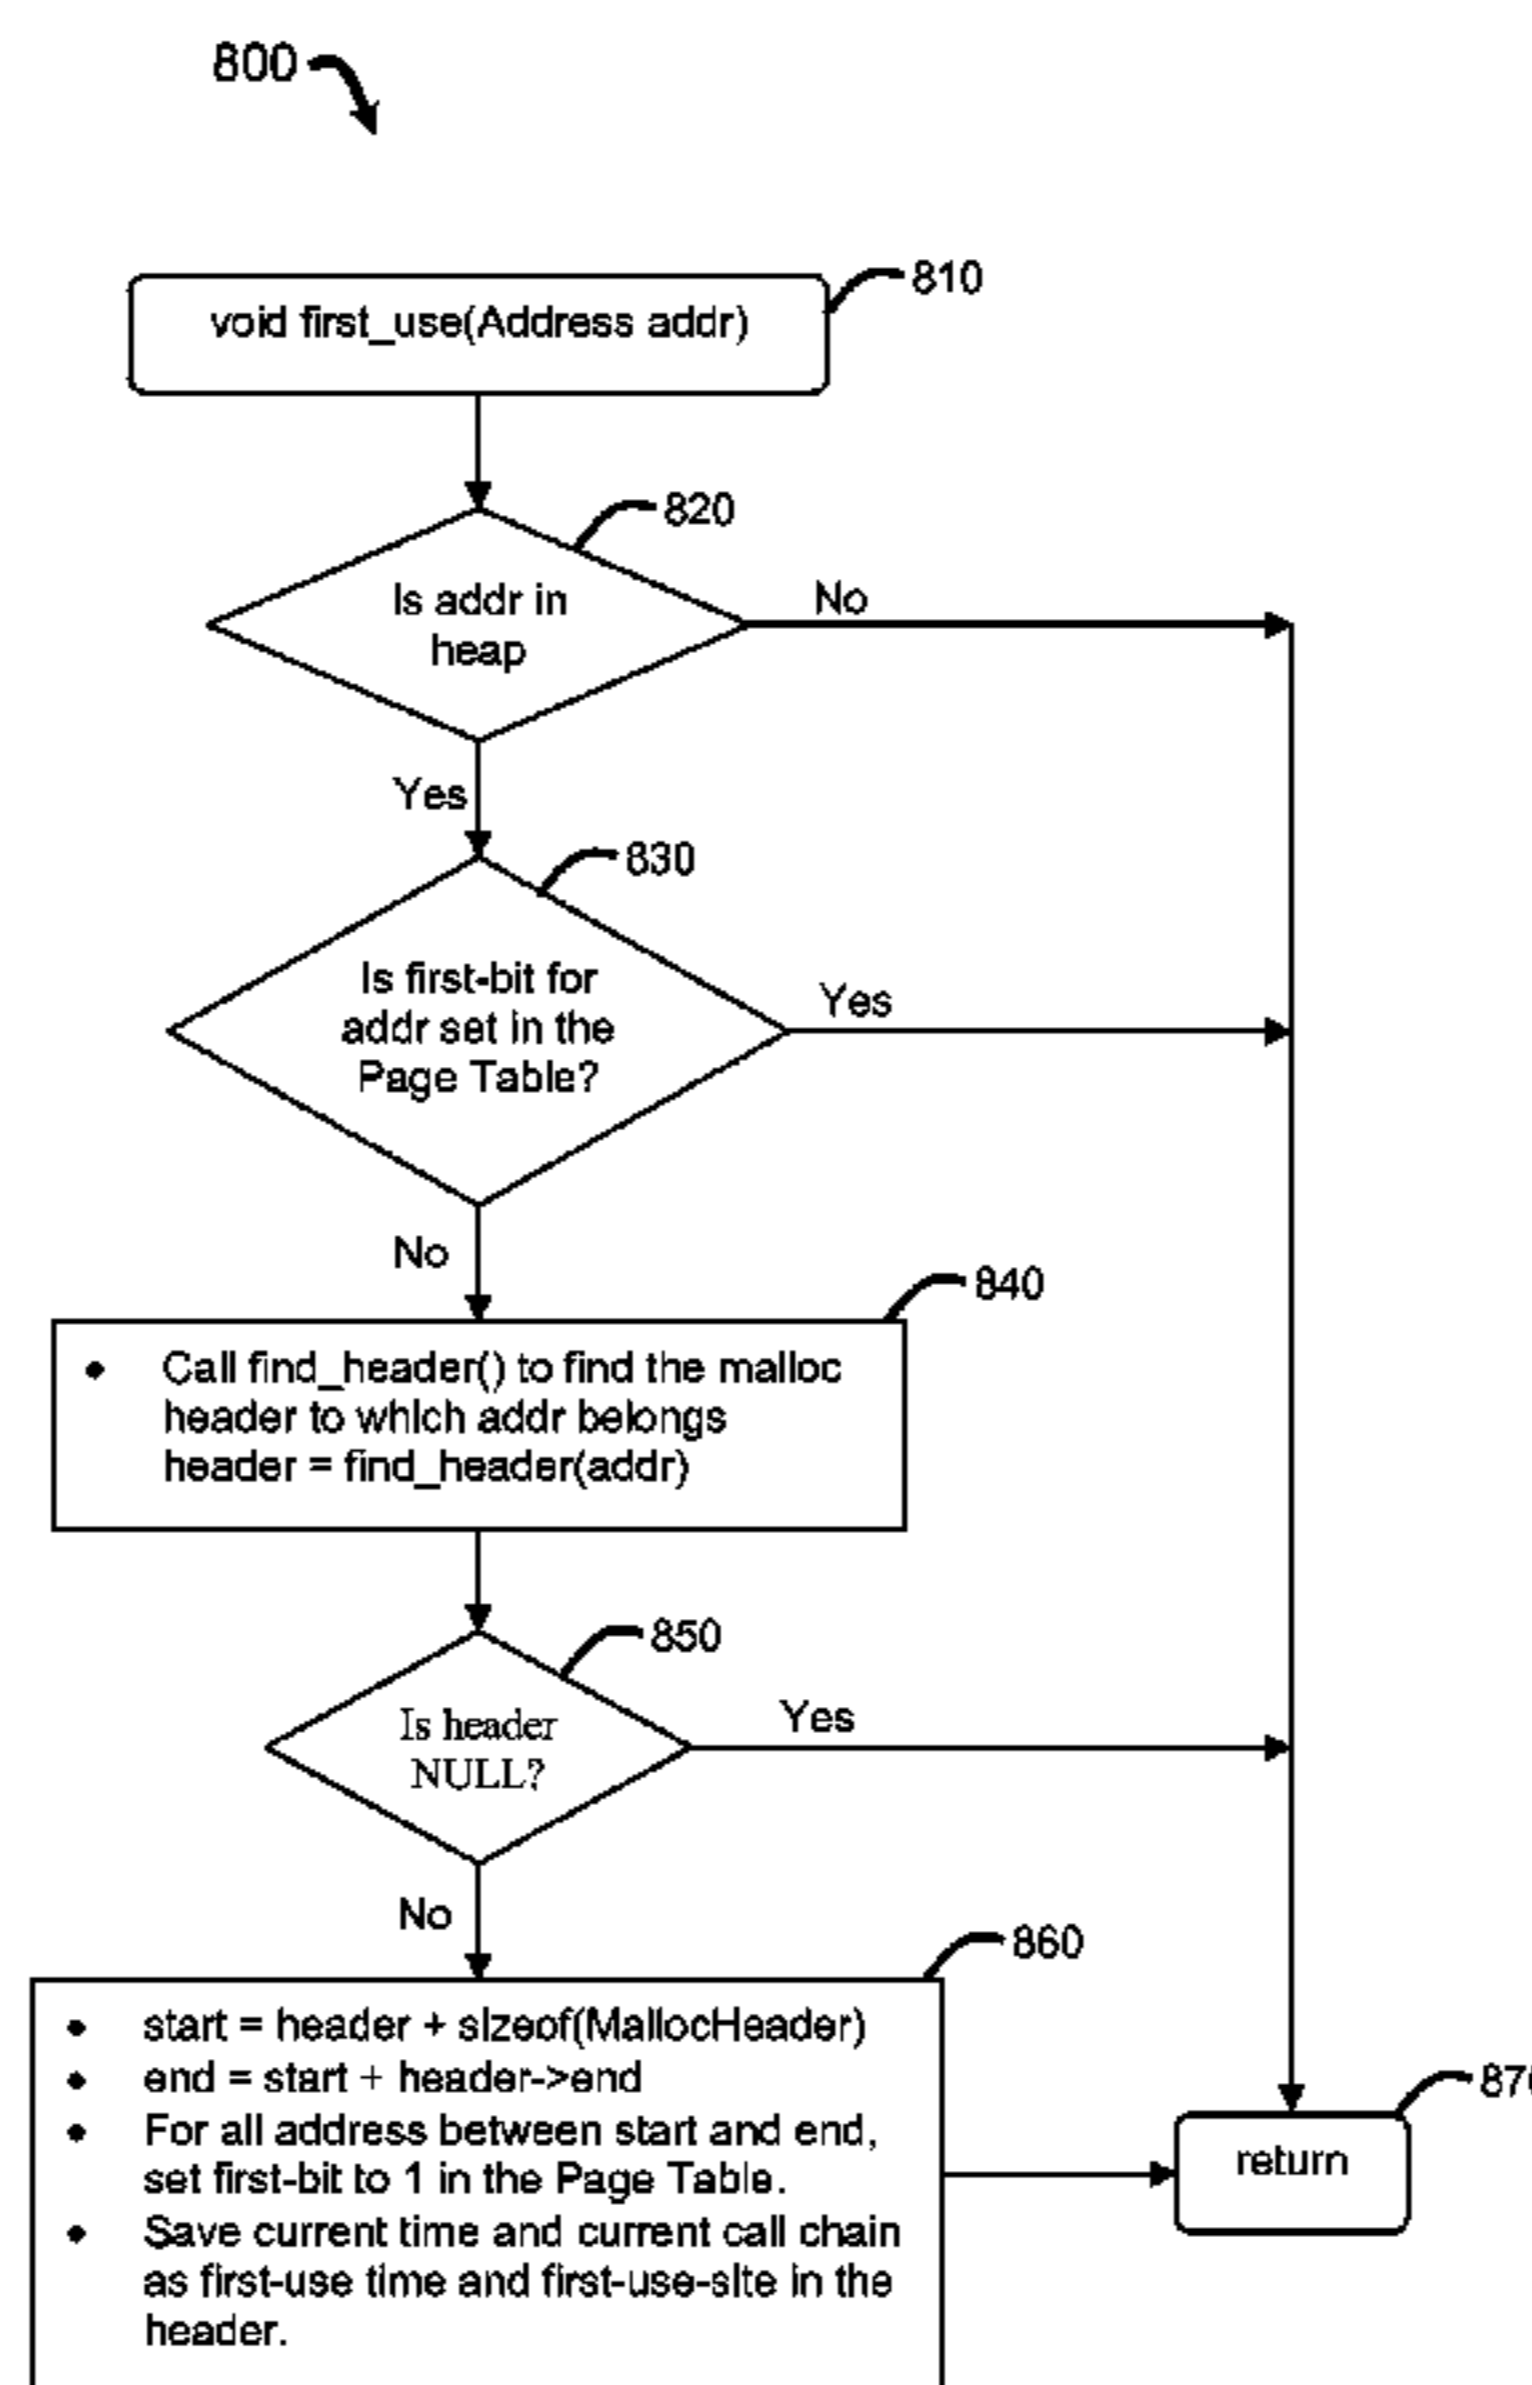 800
void first_use(Address addr)
810
820
Is addr in
heap
No
Yes
830
Is first-bit for
addr set in the
Page Table?
Yes
No
840
• Call find_header() to find the malloc
header to which addr belongs
header = find_header(addr)
850
Is header
NULL?
Yes
No
860
• start = header + sizeof(MallocHeader)
• end = start + header->end
• For all address between start and end,
set first-bit to 1 in the Page Table.
• Save current time and current call chain
as first-use time and first-use-site in the
header.
870
return